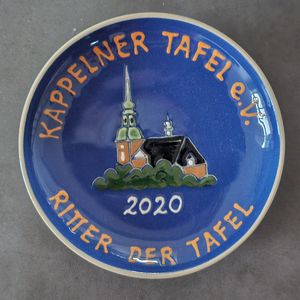 KAPPELNER TAFEL e.V.
2020
RITTER DER TAFEL